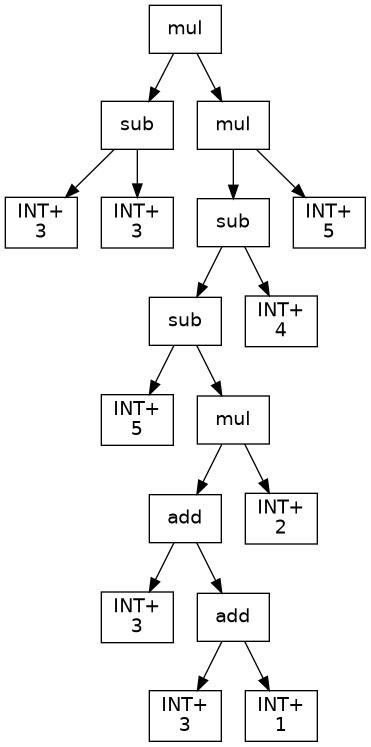 mul
sub
mul
INT+
3
INT+
3
sub
INT+
5
sub
INT+
4
INT+
5
mul
add
INT+
2
INT+
3
add
INT+
3
INT+
1